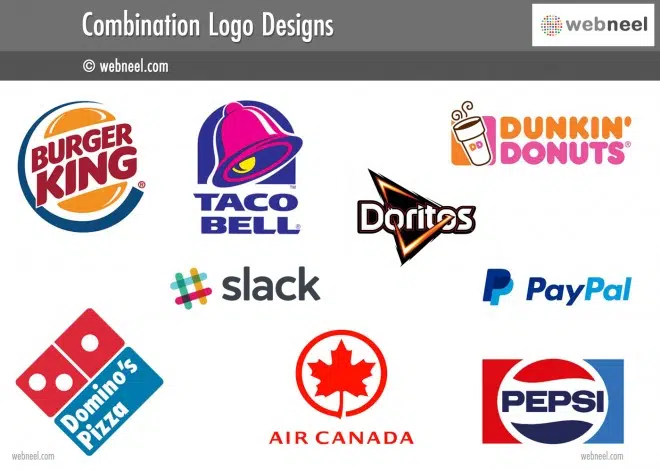 Combination Logo Designs
webneel
© webneel.com
BURGER
KING®
TACO
BELL®
™
DD
DUNKIN'
DONUTS®
Doritos
slack
PayPal
Domino's
Pizza
AIR CANADA
PEPSI
webneel.com
webneel.com